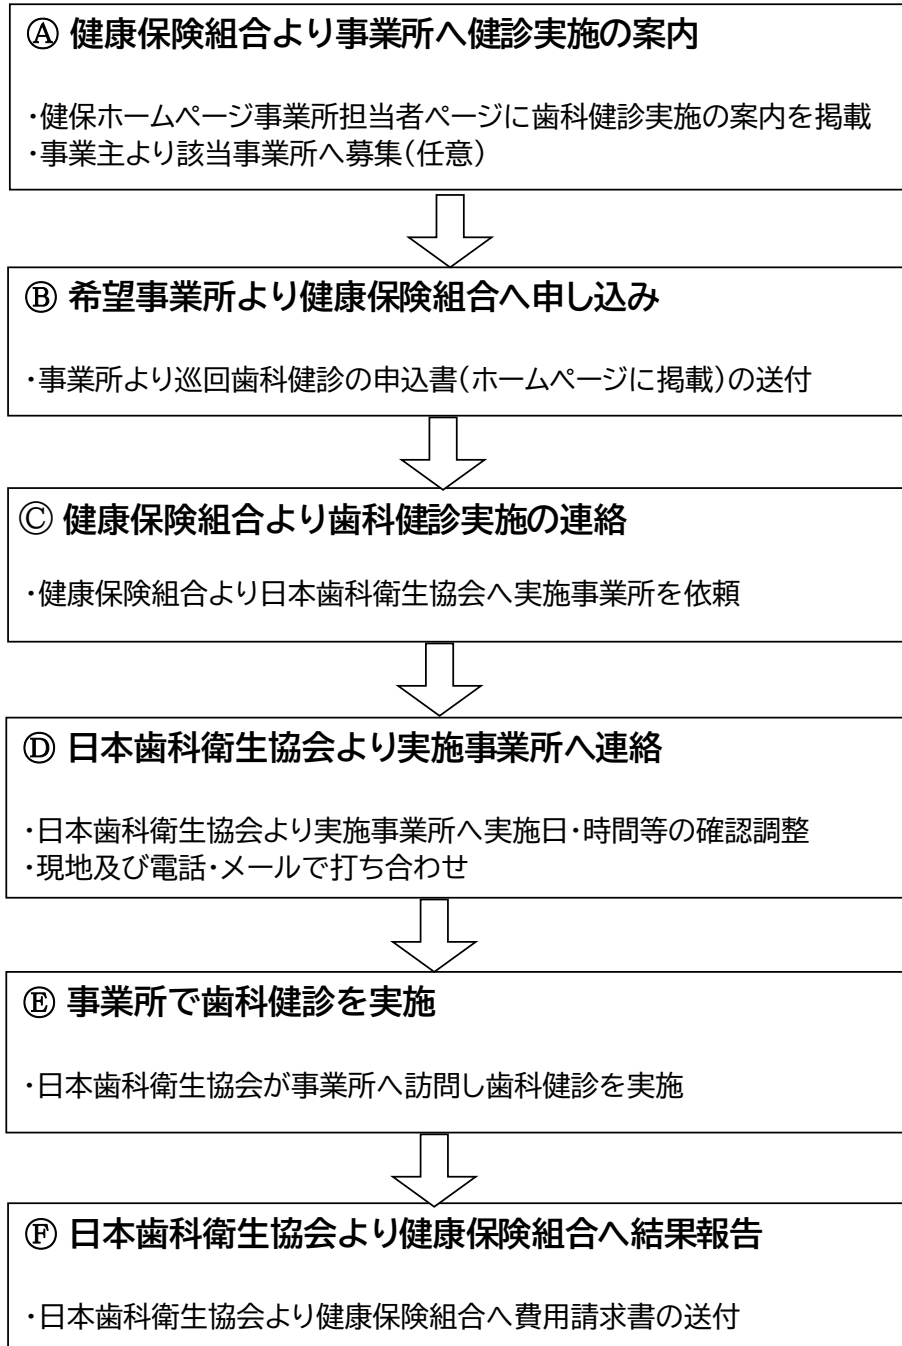 Ⓐ 健康保険組合より事業所へ健診実施の案内
・健保ホームページ事業所担当者ページに歯科健診実施の案内を掲載
・事業主より該当事業所へ募集(任意)
Ⓑ 希望事業所より健康保険組合へ申し込み
・事業所より巡回歯科健診の申込書(ホームページに掲載)の送付
Ⓒ 健康保険組合より歯科健診実施の連絡
・健康保険組合より日本歯科衛生協会へ実施事業所を依頼
Ⓓ 日本歯科衛生協会より実施事業所へ連絡
・日本歯科衛生協会より実施事業所へ実施日・時間等の確認調整
・現地及び電話・メールで打ち合わせ
Ⓔ 事業所で歯科健診を実施
・日本歯科衛生協会が事業所へ訪問し歯科健診を実施
Ⓕ 日本歯科衛生協会より健康保険組合へ結果報告
・日本歯科衛生協会より健康保険組合へ費用請求書の送付